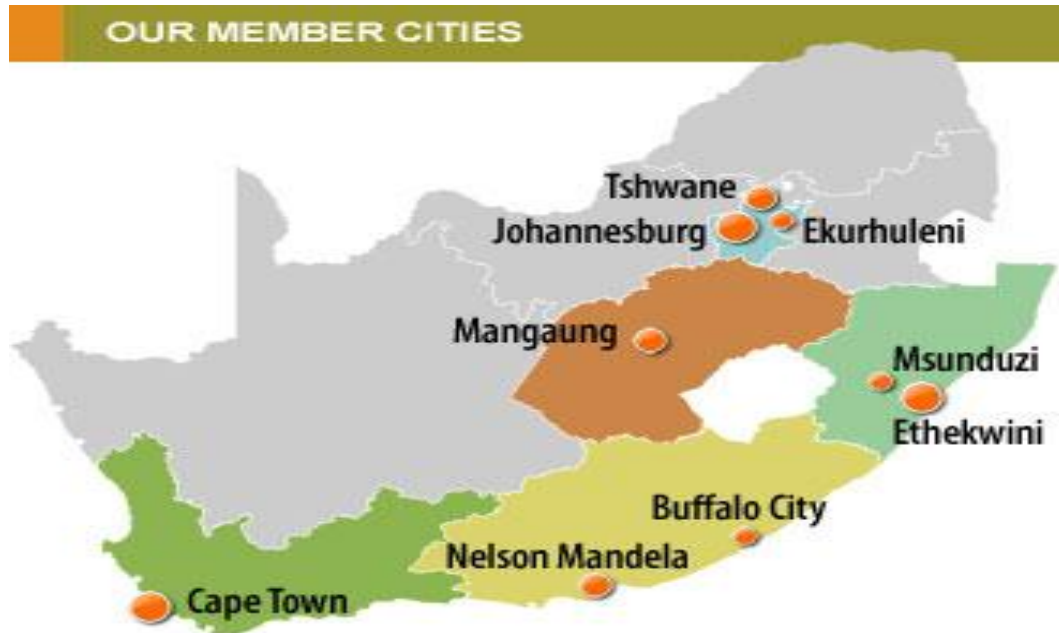 OUR MEMBER CITIES
Tshwane
Johannesburg
Ekurhuleni
Mangaung
Msunduzi
Ethekwini
Buffalo City
Nelson Mandela
Cape Town